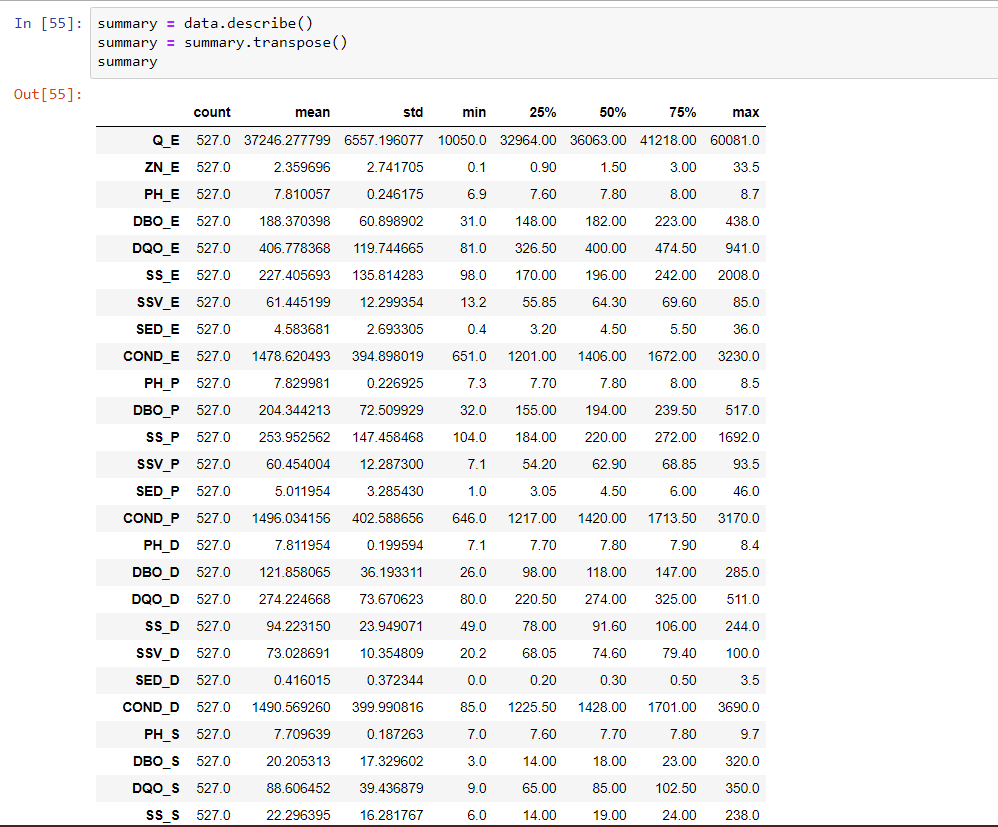 In [55]: summary = data.describe()
summary = summary.transpose()
summary
Out[55]:
count mean std min 25% 50% 75% max
Q_E 527.0 37246.277799 6557.196077 10050.0 32964.00 36063.00 41218.00 60081.0
ZN_E 527.0 2.359696 2.741705 0.1 0.90 1.50 3.00 33.5
PH_E 527.0 7.810057 0.246175 6.9 7.60 7.80 8.00 8.7
DBO_E 527.0 188.370398 60.898902 31.0 148.00 182.00 223.00 438.0
DQO_E 527.0 406.778368 119.744665 81.0 326.50 400.00 474.50 941.0
SS_E 527.0 227.405693 135.814283 98.0 170.00 196.00 242.00 2008.0
SSV_E 527.0 61.445199 12.299354 13.2 55.85 64.30 69.60 85.0
SED_E 527.0 4.583681 2.693305 0.4 3.20 4.50 5.50 36.0
COND_E 527.0 1478.620493 394.898019 651.0 1201.00 1406.00 1672.00 3230.0
PH_P 527.0 7.829981 0.226925 7.3 7.70 7.80 8.00 8.5
DBO_P 527.0 204.344213 72.509929 32.0 155.00 194.00 239.50 517.0
SS_P 527.0 253.952562 147.458468 104.0 184.00 220.00 272.00 1692.0
SSV_P 527.0 60.454004 12.287300 7.1 54.20 62.90 68.85 93.5
SED_P 527.0 5.011954 3.285430 1.0 3.05 4.50 6.00 46.0
COND_P 527.0 1496.034156 402.588656 646.0 1217.00 1420.00 1713.50 3170.0
PH_D 527.0 7.811954 0.199594 7.1 7.70 7.80 7.90 8.4
DBO_D 527.0 121.858065 36.193311 26.0 98.00 118.00 147.00 285.0
DQO_D 527.0 274.224668 73.670623 80.0 220.50 274.00 325.00 511.0
SS_D 527.0 94.223150 23.949071 49.0 78.00 91.60 106.00 244.0
SSV_D 527.0 73.028691 10.354809 20.2 68.05 74.60 79.40 100.0
SED_D 527.0 0.416015 0.372344 0.0 0.20 0.30 0.50 3.5
COND_D 527.0 1490.569260 399.990816 85.0 1225.50 1428.00 1701.00 3690.0
PH_S 527.0 7.709639 0.187263 7.0 7.60 7.70 7.80 9.7
DBO_S 527.0 20.205313 17.329602 3.0 14.00 18.00 23.00 320.0
DQO_S 527.0 88.606452 39.436879 9.0 65.00 85.00 102.50 350.0
SS_S 527.0 22.296395 16.281767 6.0 14.00 19.00 24.00 238.0